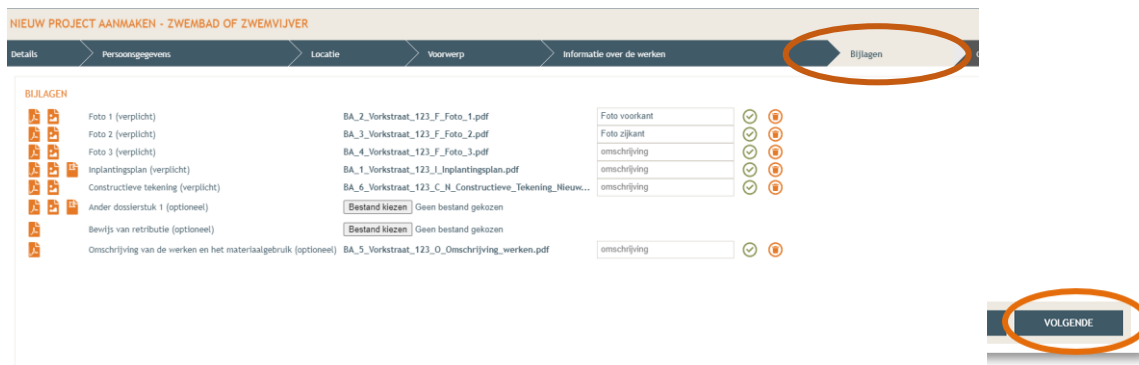 NIEUW PROJECT AANMAKEN - ZWEMBAD OF ZWEMVIJVER
Details Persoonsgegevens Locatie Voorwerp Informatie over de werken Bijlagen
BIJLAGEN
Foto 1 (verplicht) BA_2_Vorkstraat_123_F_Foto_1.pdf Foto voorkant
Foto 2 (verplicht) BA_3_Vorkstraat_123_F_Foto_2.pdf Foto zijkant
Foto 3 (verplicht) BA_4_Vorkstraat_123_F_Foto_3.pdf omschrijving
Inplantingsplan (verplicht) BA_1_Vorkstraat_123_I_Inplantingsplan.pdf omschrijving
Constructieve tekening (verplicht) BA_6_Vorkstraat_123_C_N_Constructieve_Tekening_Nieuw... omschrijving
Ander dossierstuk 1 (optioneel) Bestand kiezen Geen bestand gekozen
Bewijs van retributie (optioneel) Bestand kiezen Geen bestand gekozen
Omschrijving van de werken en het materiaalgebruik (optioneel) BA_5_Vorkstraat_123_O_Omschrijving_werken.pdf omschrijving
VOLGENDE